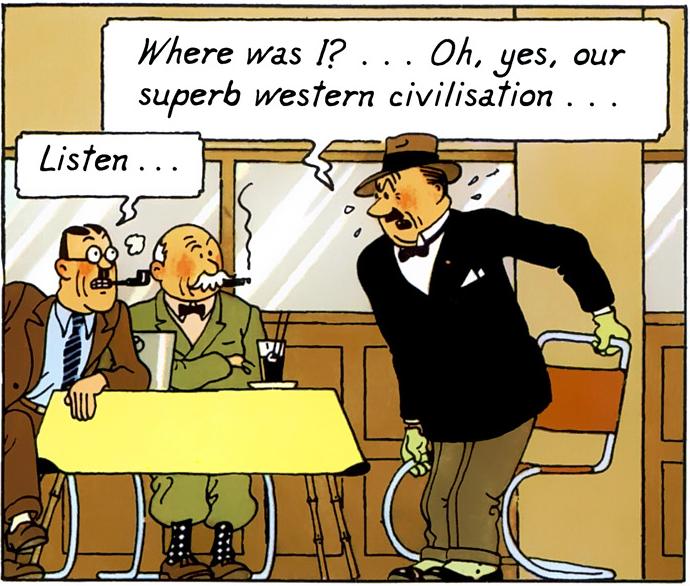 Where was I? . . . Oh, yes, our
superb western civilisation . . .
Listen . . .